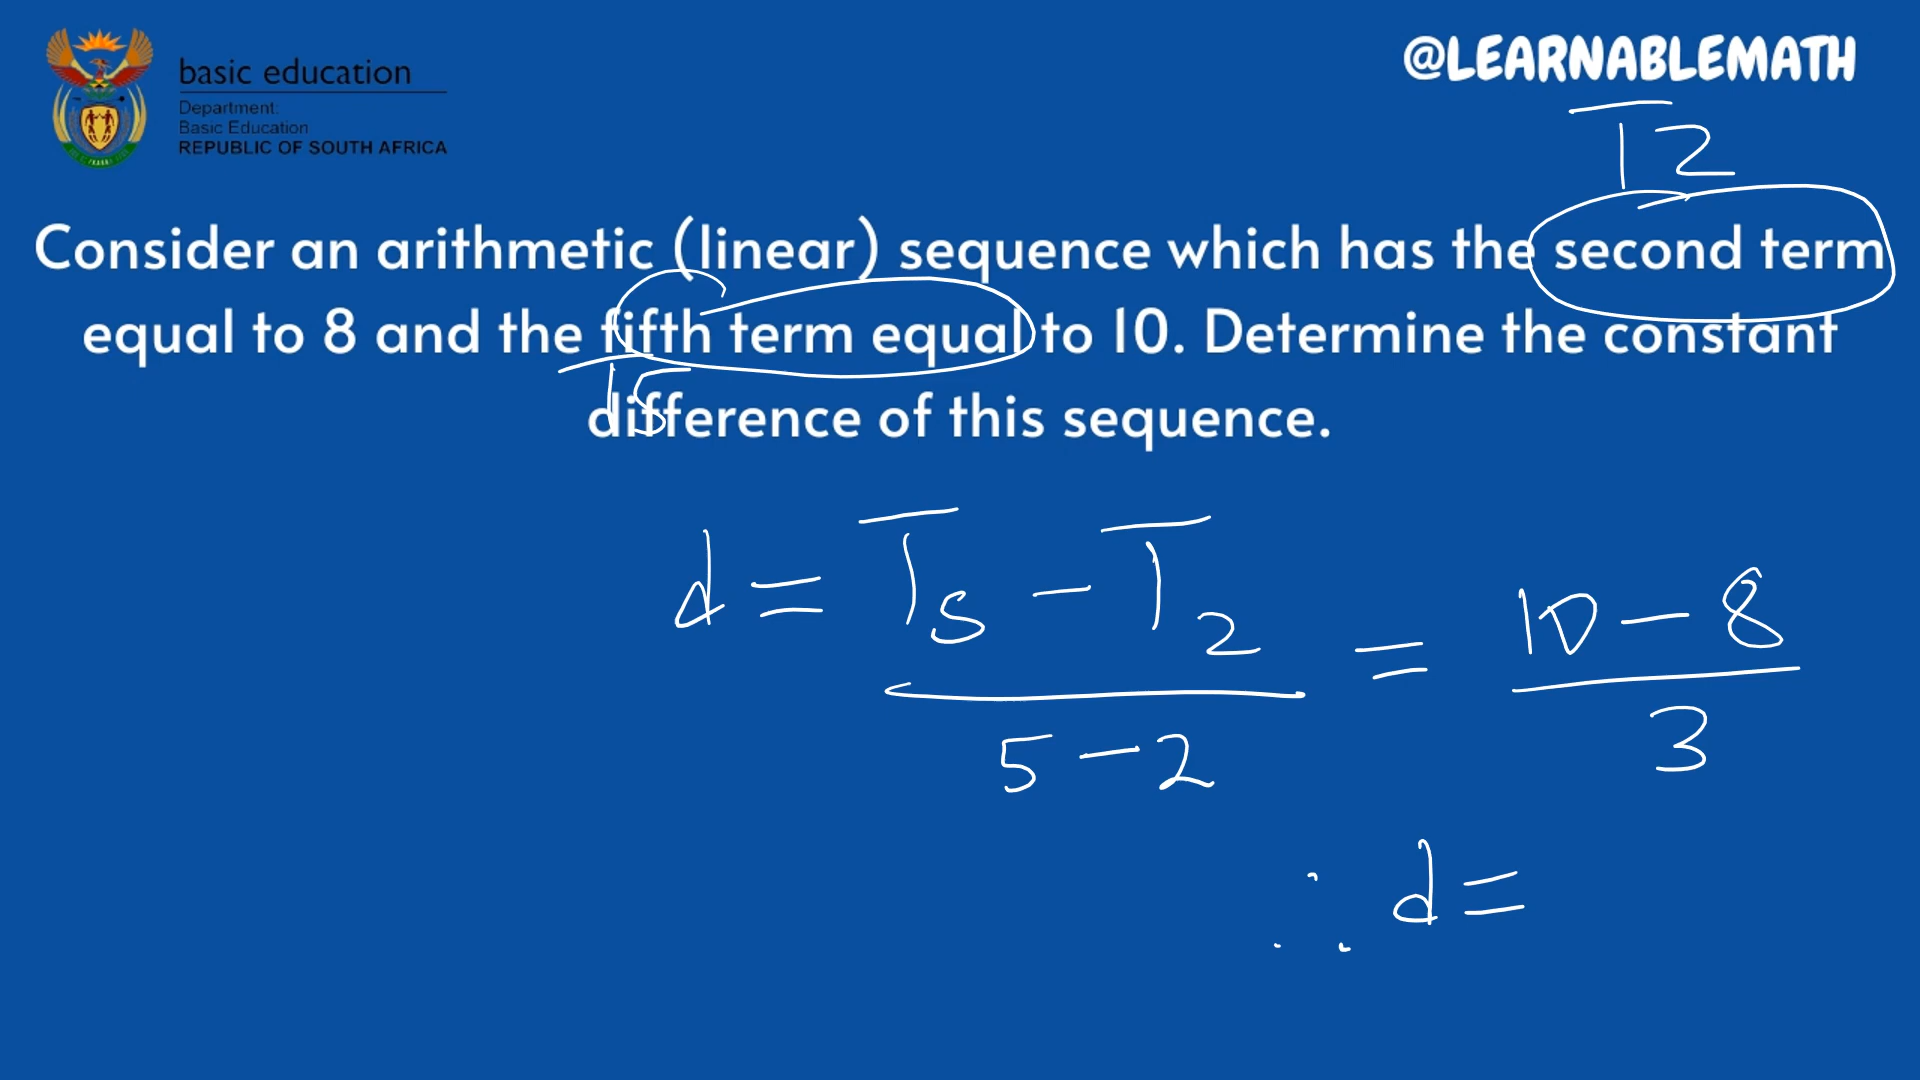 basic education
Department:
Basic Education
REPUBLIC OF SOUTH AFRICA
@LEARNABLEMATH
T2
Consider an arithmetic (linear) sequence which has the second term
equal to 8 and the fifth term equal to 10. Determine the constant
T5
difference of this sequence.
d = T5 - T2 = 10 - 8
5 - 2 3
∴ d =